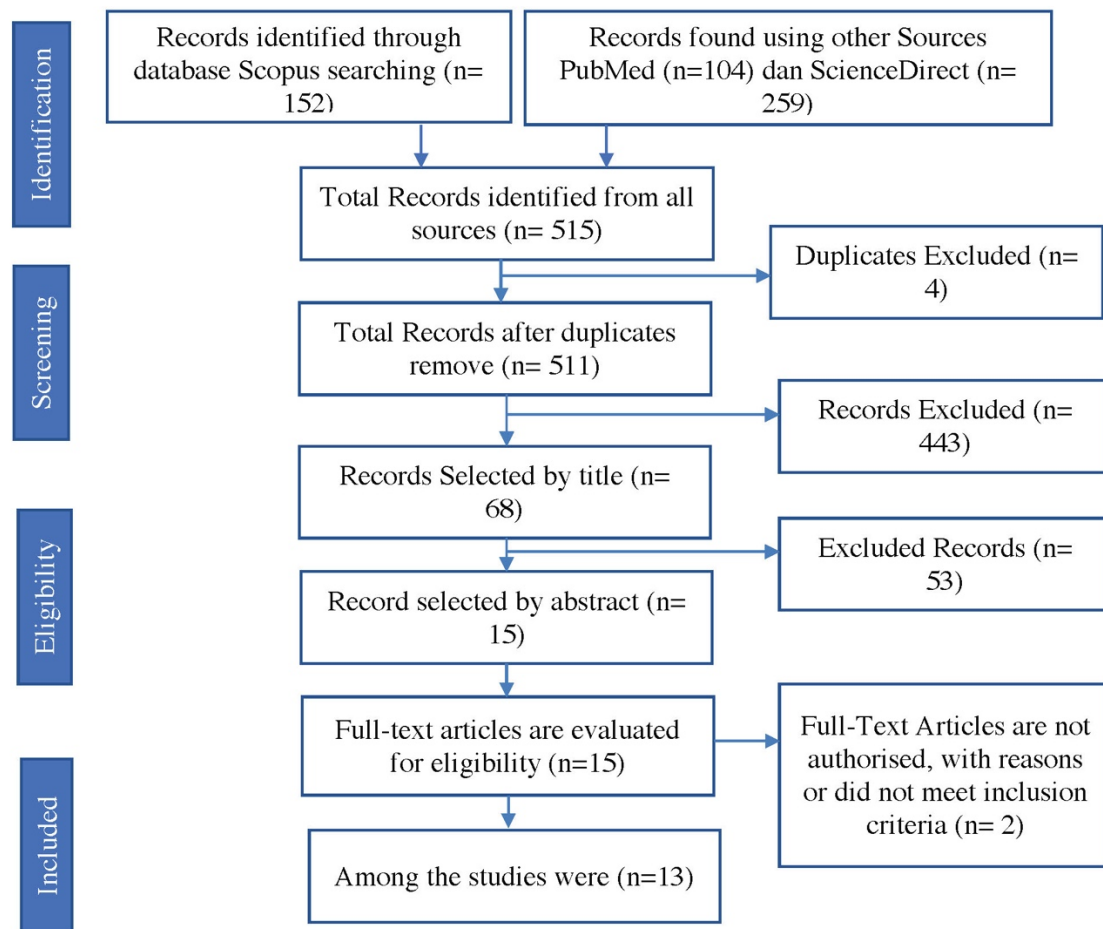 Identification
Records identified through
database Scopus searching (n=
152)
Records found using other Sources
PubMed (n=104) dan ScienceDirect (n=
259)
Total Records identified from all
sources (n= 515)
Duplicates Excluded (n=
4)
Screening
Total Records after duplicates
remove (n= 511)
Records Excluded (n=
443)
Records Selected by title (n=
68)
Eligibility
Excluded Records (n=
53)
Record selected by abstract (n=
15)
Full-text articles are evaluated
for eligibility (n=15)
Full-Text Articles are not
authorised, with reasons
or did not meet inclusion
criteria (n= 2)
Included
Among the studies were (n=13)